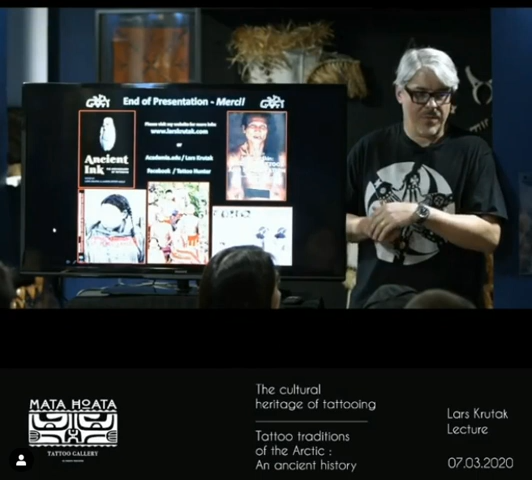 End of Presentation - Merci!
Please visit my website for more info:
www.larskrutak.com
or
Academia.edu / Lars Krutak
Facebook / Tattoo Hunter
Ancient
Ink
MATA HOATA
TATTOO GALLERY
The cultural
heritage of tattooing
Tattoo traditions
of the Arctic :
An ancient history
Lars Krutak
Lecture
07.03.2020